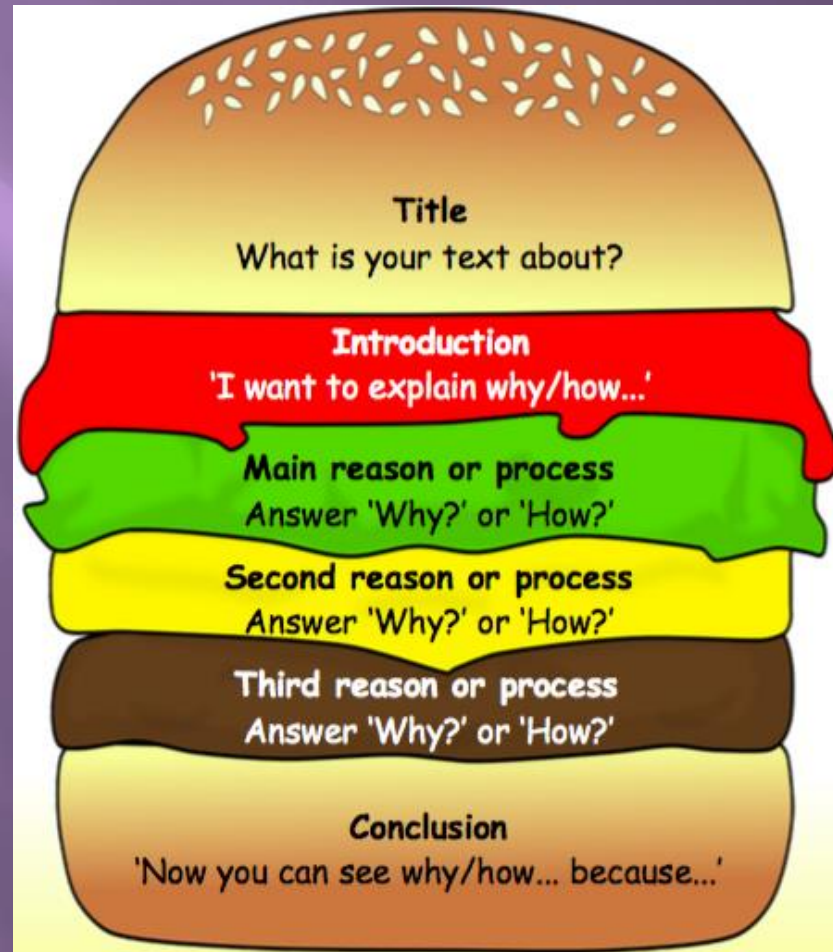 Title
What is your text about?
Introduction
'I want to explain why/how...'
Main reason or process
Answer 'Why?' or 'How?'
Second reason or process
Answer 'Why?' or 'How?'
Third reason or process
Answer 'Why?' or 'How?'
Conclusion
'Now you can see why/how... because...'